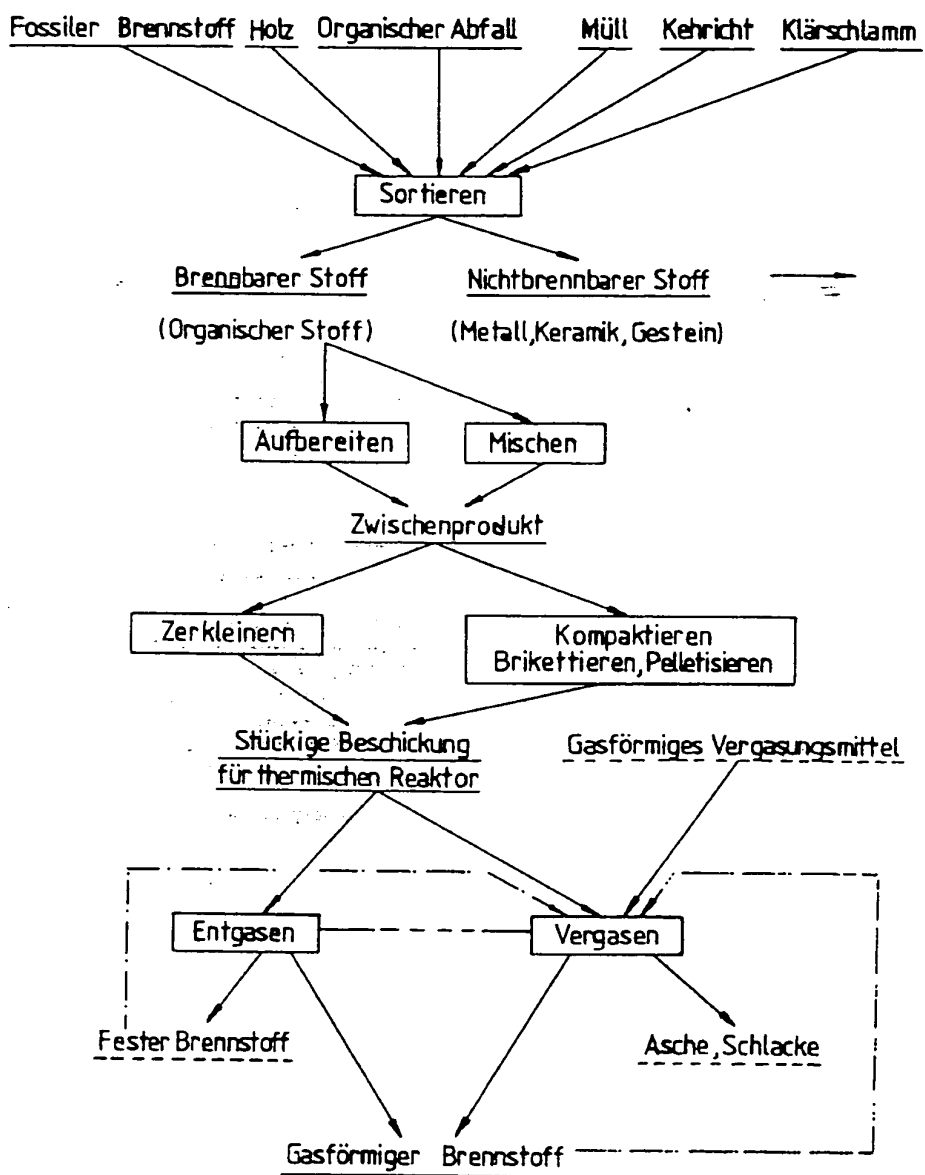 Fossiler Brennstoff Holz Organischer Abfall Müll Kehricht Klärschlamm
Sortieren
Brennbarer Stoff Nichtbrennbarer Stoff
(Organischer Stoff) (Metall,Keramik,Gestein)
Aufbereiten Mischen
Zwischenprodukt
Zerkleinern
Kompaktieren
Brikettieren,Pelletisieren
Stückige Beschickung
für thermischen Reaktor
Gasförmiges Vergasungsmittel
Entgasen Vergasen
Fester Brennstoff Asche,Schlacke
Gasförmiger Brennstoff